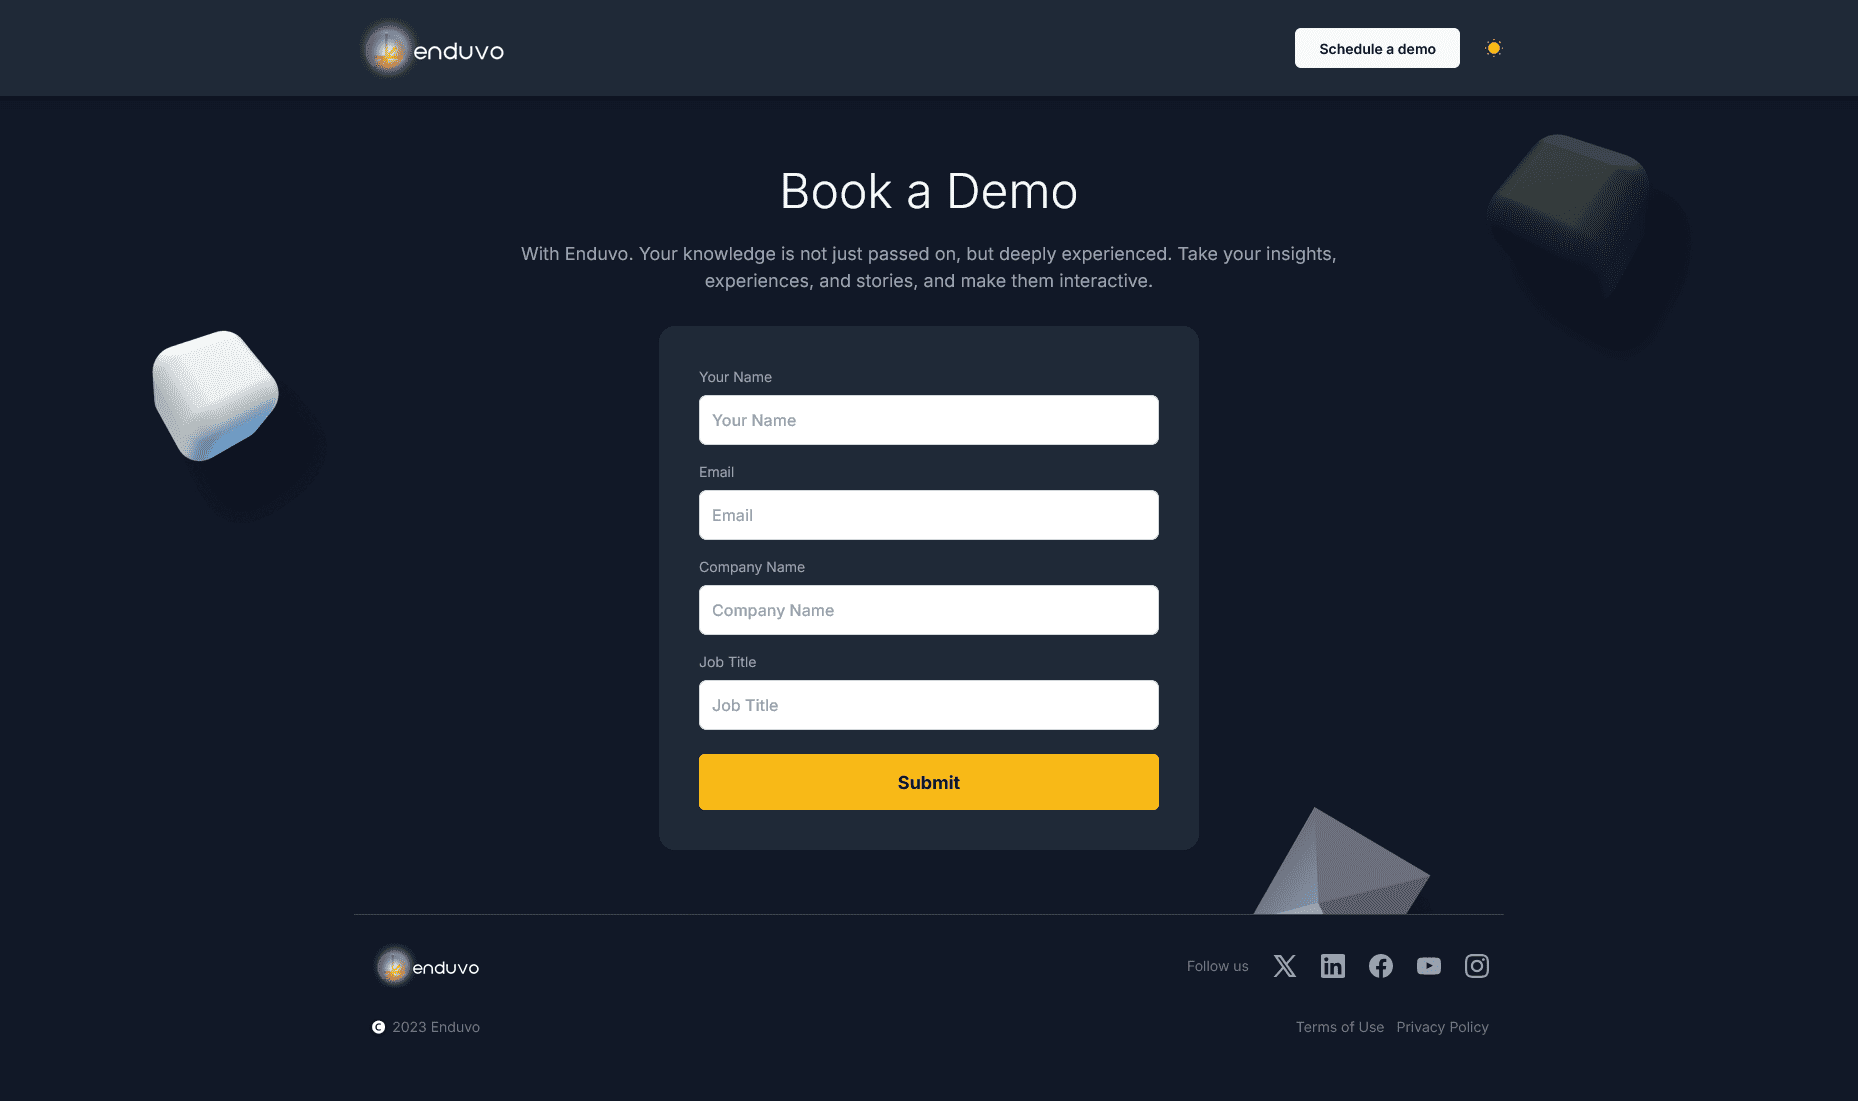 enduvo
Schedule a demo
Book a Demo
With Enduvo. Your knowledge is not just passed on, but deeply experienced. Take your insights,
experiences, and stories, and make them interactive.
Your Name
Your Name
Email
Email
Company Name
Company Name
Job Title
Job Title
Submit
enduvo
Follow us
© 2023 Enduvo
Terms of Use Privacy Policy